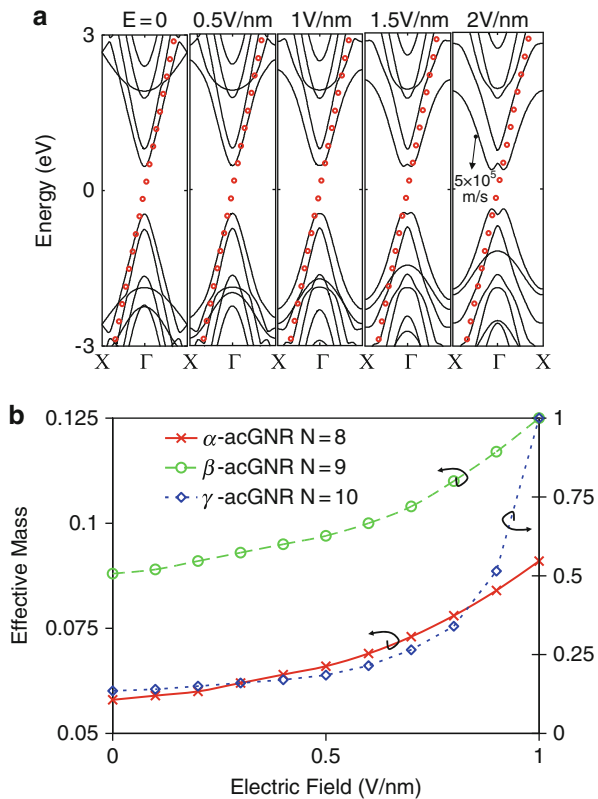 a
E = 0 0.5V/nm 1V/nm 1.5V/nm 2V/nm
3
0
-3
Energy (eV)
5×10⁵
m/s
X Γ X Γ X Γ X Γ X Γ X
b
0.125
0.1
0.075
0.05
Effective Mass
α-acGNR N = 8
β-acGNR N = 9
γ-acGNR N = 10
1
0.75
0.5
0.25
0
0 0.5 1
Electric Field (V/nm)